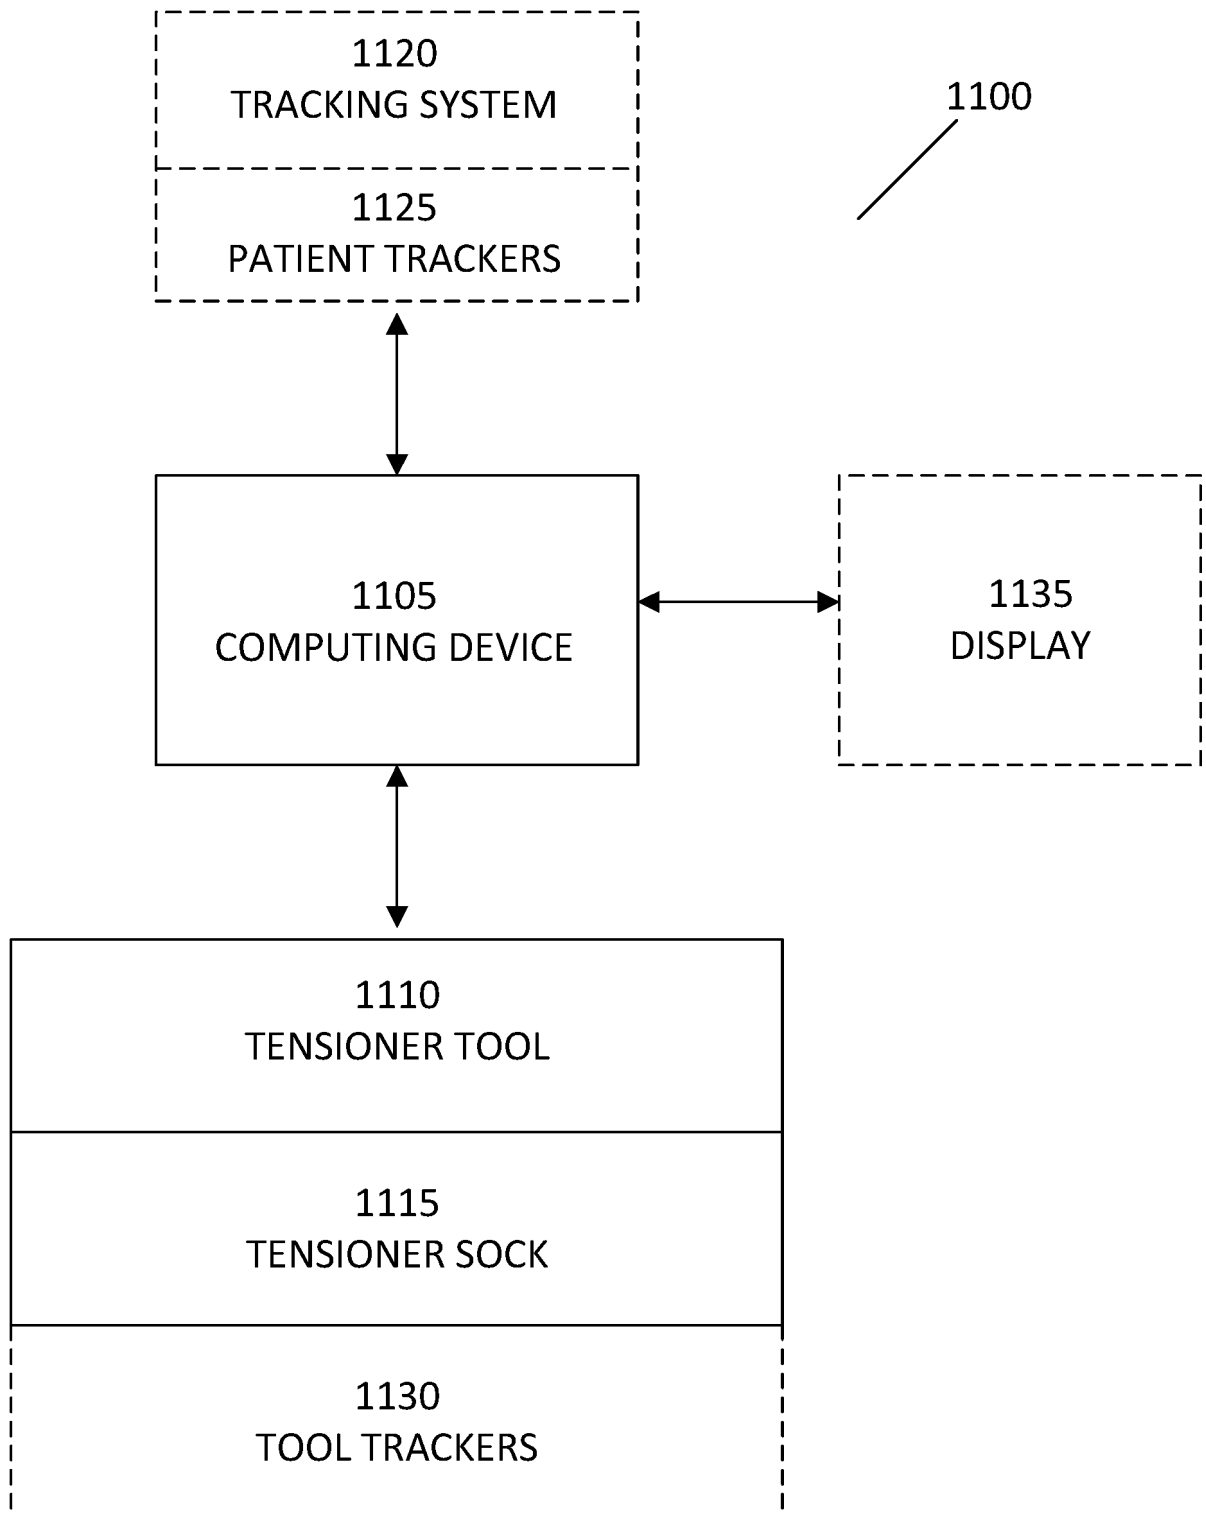 1120
TRACKING SYSTEM
1100
1125
PATIENT TRACKERS
1105
COMPUTING DEVICE
1135
DISPLAY
1110
TENSIONER TOOL
1115
TENSIONER SOCK
1130
TOOL TRACKERS